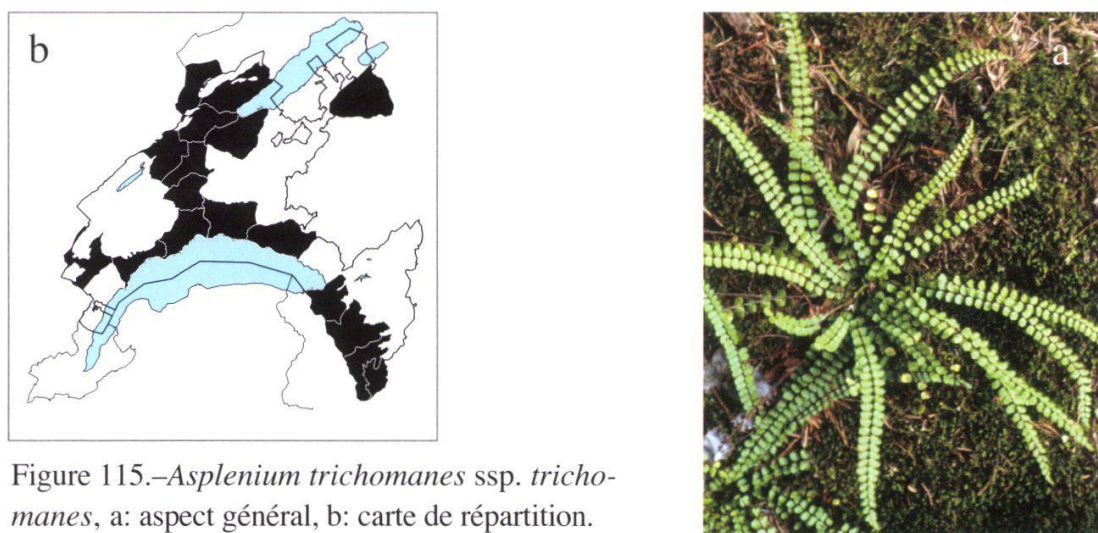 b
a
Figure 115.–Asplenium trichomanes ssp. tricho-
manes, a: aspect général, b: carte de répartition.